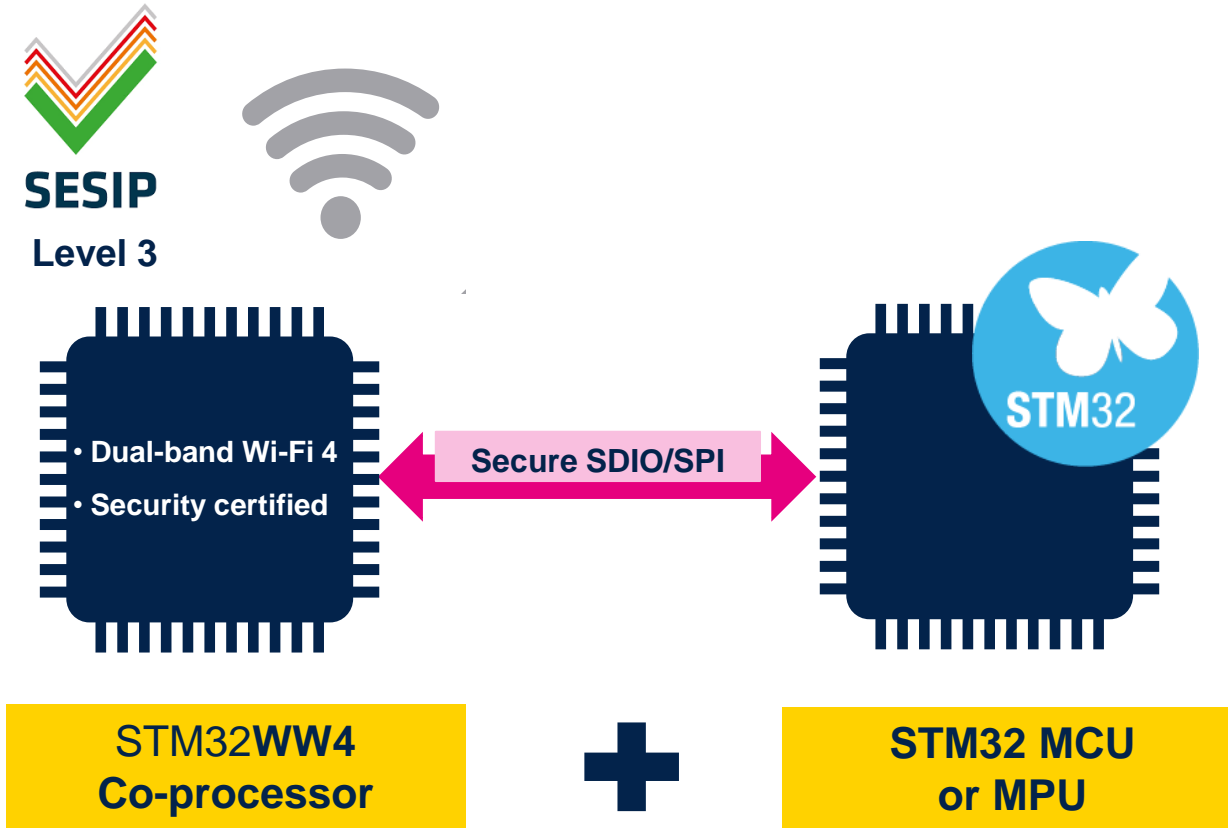 SESIP
Level 3
STM32
• Dual-band Wi-Fi 4
• Security certified
Secure SDIO/SPI
STM32WW4
Co-processor
STM32 MCU
or MPU